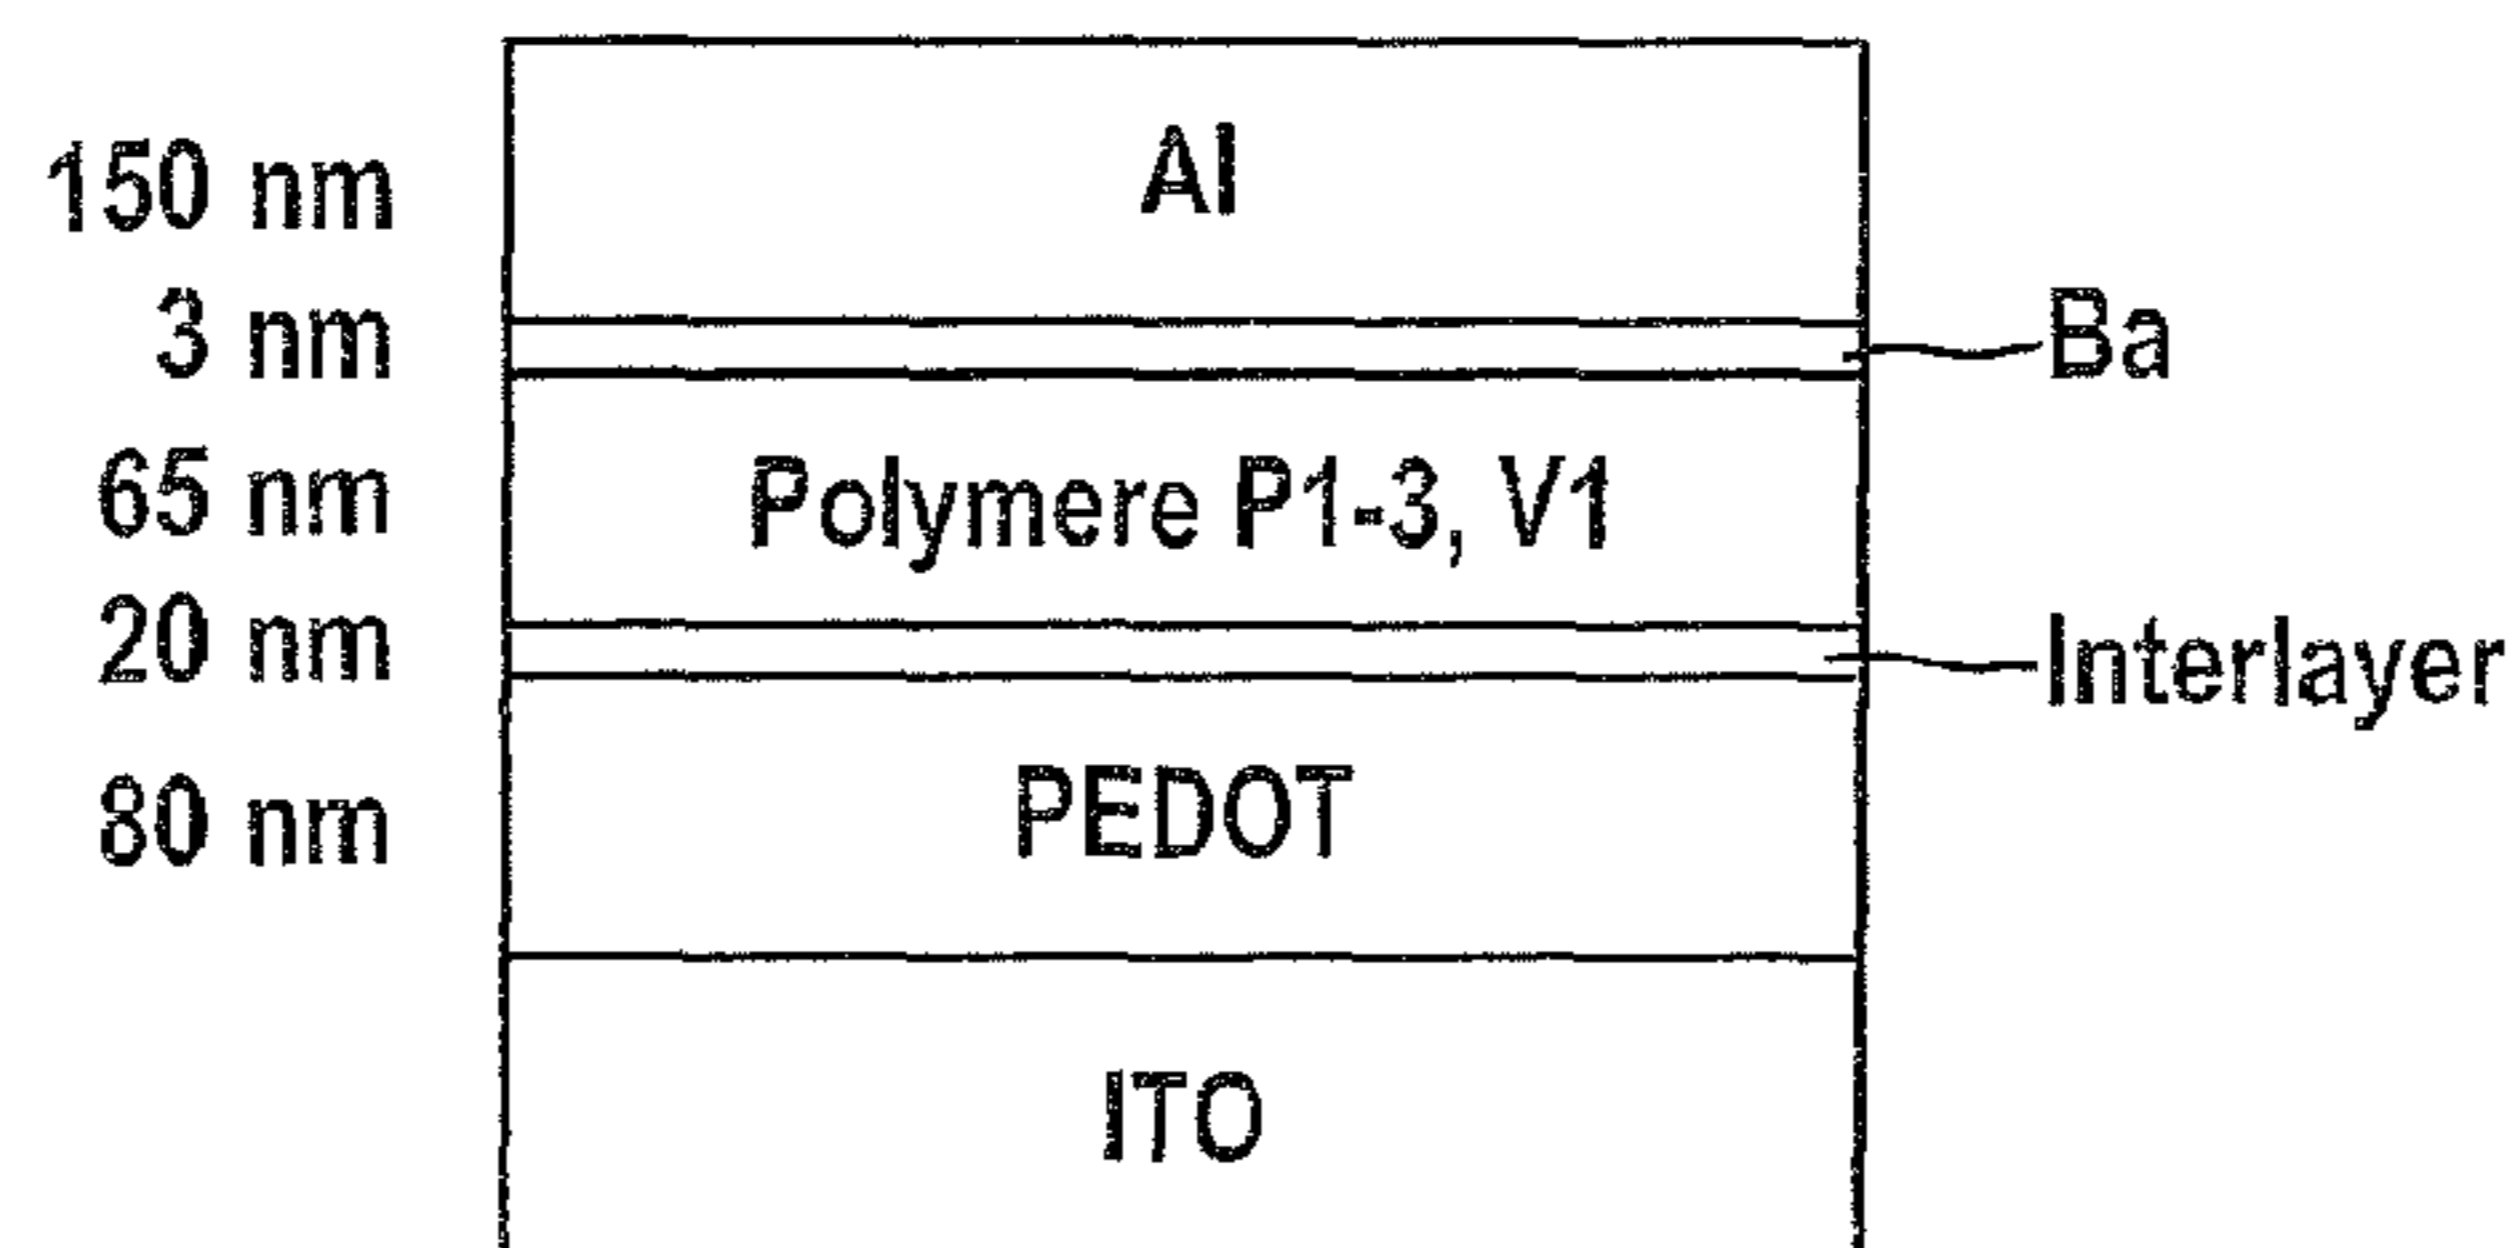 Al
150 nm
3 nm
Ba
65 nm
Polymere P1-3, V1
20 nm
Interlayer
80 nm
PEDOT
ITO